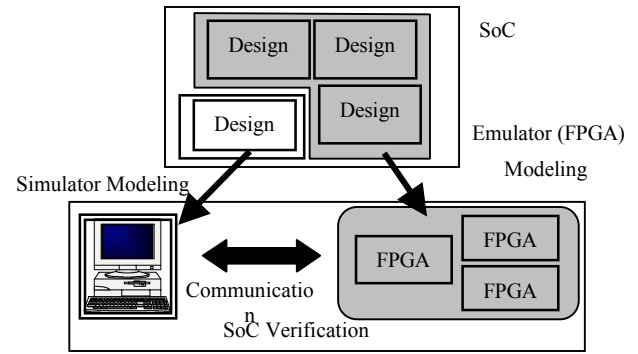 Design
Design
SoC
Design
Design
Emulator (FPGA)
Modeling
Simulator Modeling
FPGA
FPGA
FPGA
Communicatio
n
SoC Verification